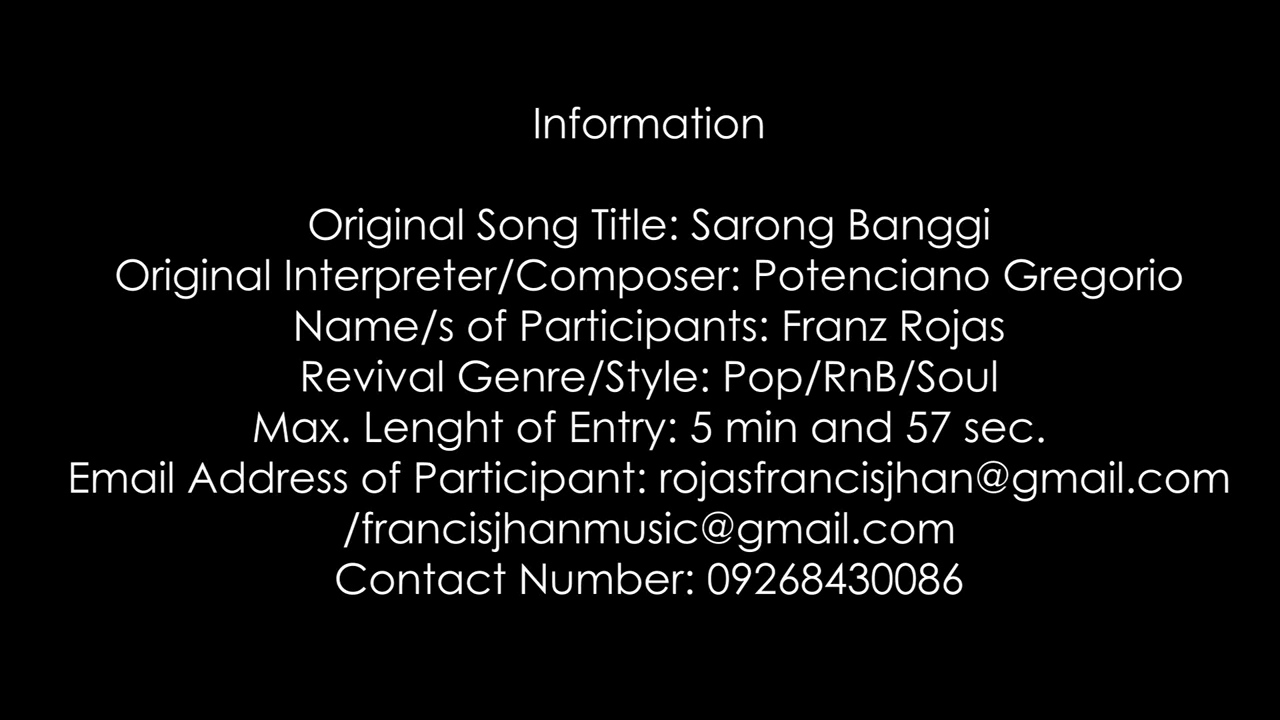 Information
Original Song Title: Sarong Banggi
Original Interpreter/Composer: Potenciano Gregorio
Name/s of Participants: Franz Rojas
Revival Genre/Style: Pop/RnB/Soul
Max. Lenght of Entry: 5 min and 57 sec.
Email Address of Participant: rojasfrancisjhan@gmail.com
/francisjhanmusic@gmail.com
Contact Number: 09268430086